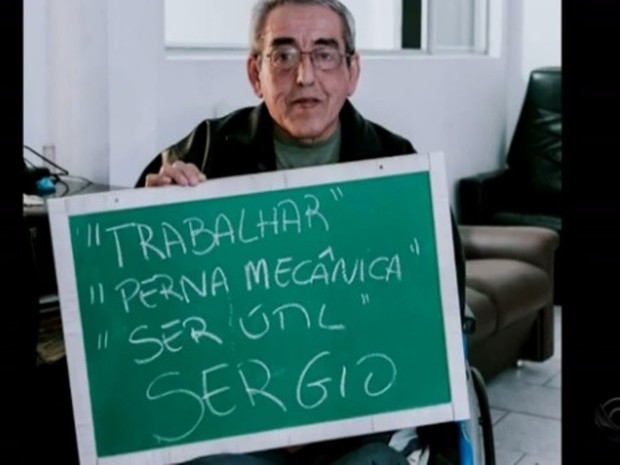 "TRABALHAR"
"PERNA MECÂNICA"
"SER ÚTIL"
SERGIO